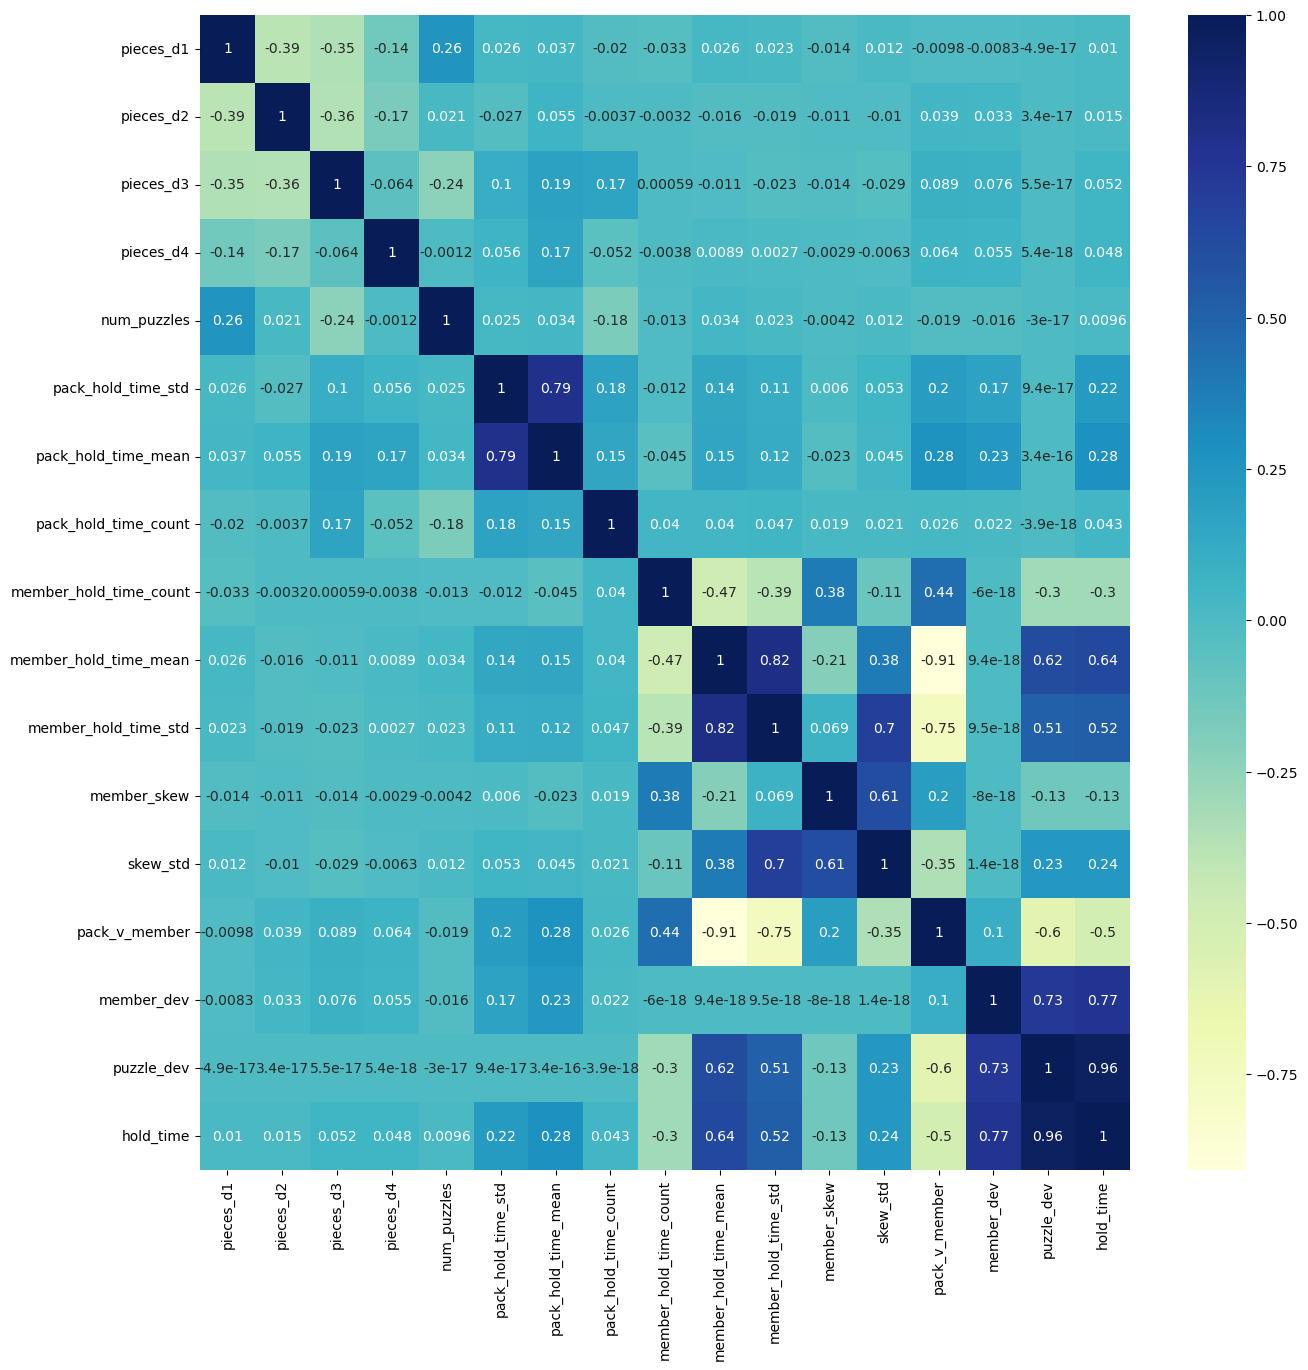 pieces_d1 1 -0.39 -0.35 -0.14 0.26 0.026 0.037 -0.02 -0.033 0.026 0.023 -0.014 0.012 -0.0098 -0.0083 -4.9e-17 0.01
pieces_d2 -0.39 1 -0.36 -0.17 0.021 -0.027 0.055 -0.0037 -0.0032 -0.016 -0.019 -0.011 -0.01 0.039 0.033 3.4e-17 0.015
pieces_d3 -0.35 -0.36 1 -0.064 -0.24 0.1 0.19 0.17 0.00059 -0.011 -0.023 -0.014 -0.029 0.089 0.076 5.5e-17 0.052
pieces_d4 -0.14 -0.17 -0.064 1 -0.0012 0.056 0.17 -0.052 -0.0038 0.0089 0.0027 -0.0029 -0.0063 0.064 0.055 5.4e-18 0.048
num_puzzles 0.26 0.021 -0.24 -0.0012 1 0.025 0.034 -0.18 -0.013 0.034 0.023 -0.0042 0.012 -0.019 -0.016 -3e-17 0.0096
pack_hold_time_std 0.026 -0.027 0.1 0.056 0.025 1 0.79 0.18 -0.012 0.14 0.11 0.006 0.053 0.2 0.17 9.4e-17 0.22
pack_hold_time_mean 0.037 0.055 0.19 0.17 0.034 0.79 1 0.15 -0.045 0.15 0.12 -0.023 0.045 0.28 0.23 3.4e-16 0.28
pack_hold_time_count -0.02 -0.0037 0.17 -0.052 -0.18 0.18 0.15 1 0.04 0.04 0.047 0.019 0.021 0.026 0.022 -3.9e-18 0.043
member_hold_time_count -0.033 -0.0032 0.00059 -0.0038 -0.013 -0.012 -0.045 0.04 1 -0.47 -0.39 0.38 -0.11 0.44 -6e-18 -0.3 -0.3
member_hold_time_mean 0.026 -0.016 -0.011 0.0089 0.034 0.14 0.15 0.04 -0.47 1 0.82 -0.21 0.38 -0.91 9.4e-18 0.62 0.64
member_hold_time_std 0.023 -0.019 -0.023 0.0027 0.023 0.11 0.12 0.047 -0.39 0.82 1 0.069 0.7 -0.75 9.5e-18 0.51 0.52
member_skew -0.014 -0.011 -0.014 -0.0029 -0.0042 0.006 -0.023 0.019 0.38 -0.21 0.069 1 0.61 0.2 -8e-18 -0.13 -0.13
skew_std 0.012 -0.01 -0.029 -0.0063 0.012 0.053 0.045 0.021 -0.11 0.38 0.7 0.61 1 -0.35 1.4e-18 0.23 0.24
pack_v_member -0.0098 0.039 0.089 0.064 -0.019 0.2 0.28 0.026 0.44 -0.91 -0.75 0.2 -0.35 1 0.1 -0.6 -0.5
member_dev -0.0083 0.033 0.076 0.055 -0.016 0.17 0.23 0.022 -6e-18 9.4e-18 9.5e-18 -8e-18 1.4e-18 0.1 1 0.73 0.77
puzzle_dev -4.9e-17 3.4e-17 5.5e-17 5.4e-18 -3e-17 9.4e-17 3.4e-16 -3.9e-18 -0.3 0.62 0.51 -0.13 0.23 -0.6 0.73 1 0.96
hold_time 0.01 0.015 0.052 0.048 0.0096 0.22 0.28 0.043 -0.3 0.64 0.52 -0.13 0.24 -0.5 0.77 0.96 1
pieces_d1
pieces_d2
pieces_d3
pieces_d4
num_puzzles
pack_hold_time_std
pack_hold_time_mean
pack_hold_time_count
member_hold_time_count
member_hold_time_mean
member_hold_time_std
member_skew
skew_std
pack_v_member
member_dev
puzzle_dev
hold_time
1.00
0.75
0.50
0.25
0.00
−0.25
−0.50
−0.75